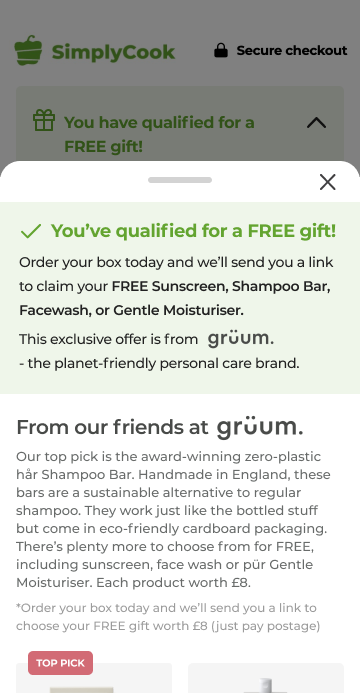 SimplyCook
Secure checkout
You have qualified for a
FREE gift!
You've qualified for a FREE gift!
Order your box today and we'll send you a link
to claim your FREE Sunscreen, Shampoo Bar,
Facewash, or Gentle Moisturiser.
This exclusive offer is from grüum.
- the planet-friendly personal care brand.
From our friends at grüum.
Our top pick is the award-winning zero-plastic
hår Shampoo Bar. Handmade in England, these
bars are a sustainable alternative to regular
shampoo. They work just like the bottled stuff
but come in eco-friendly cardboard packaging.
There's plenty more to choose from for FREE,
including sunscreen, face wash or pūr Gentle
Moisturiser. Each product worth £8.
*Order your box today and we'll send you a link to
choose your FREE gift worth £8 (just pay postage)
TOP PICK